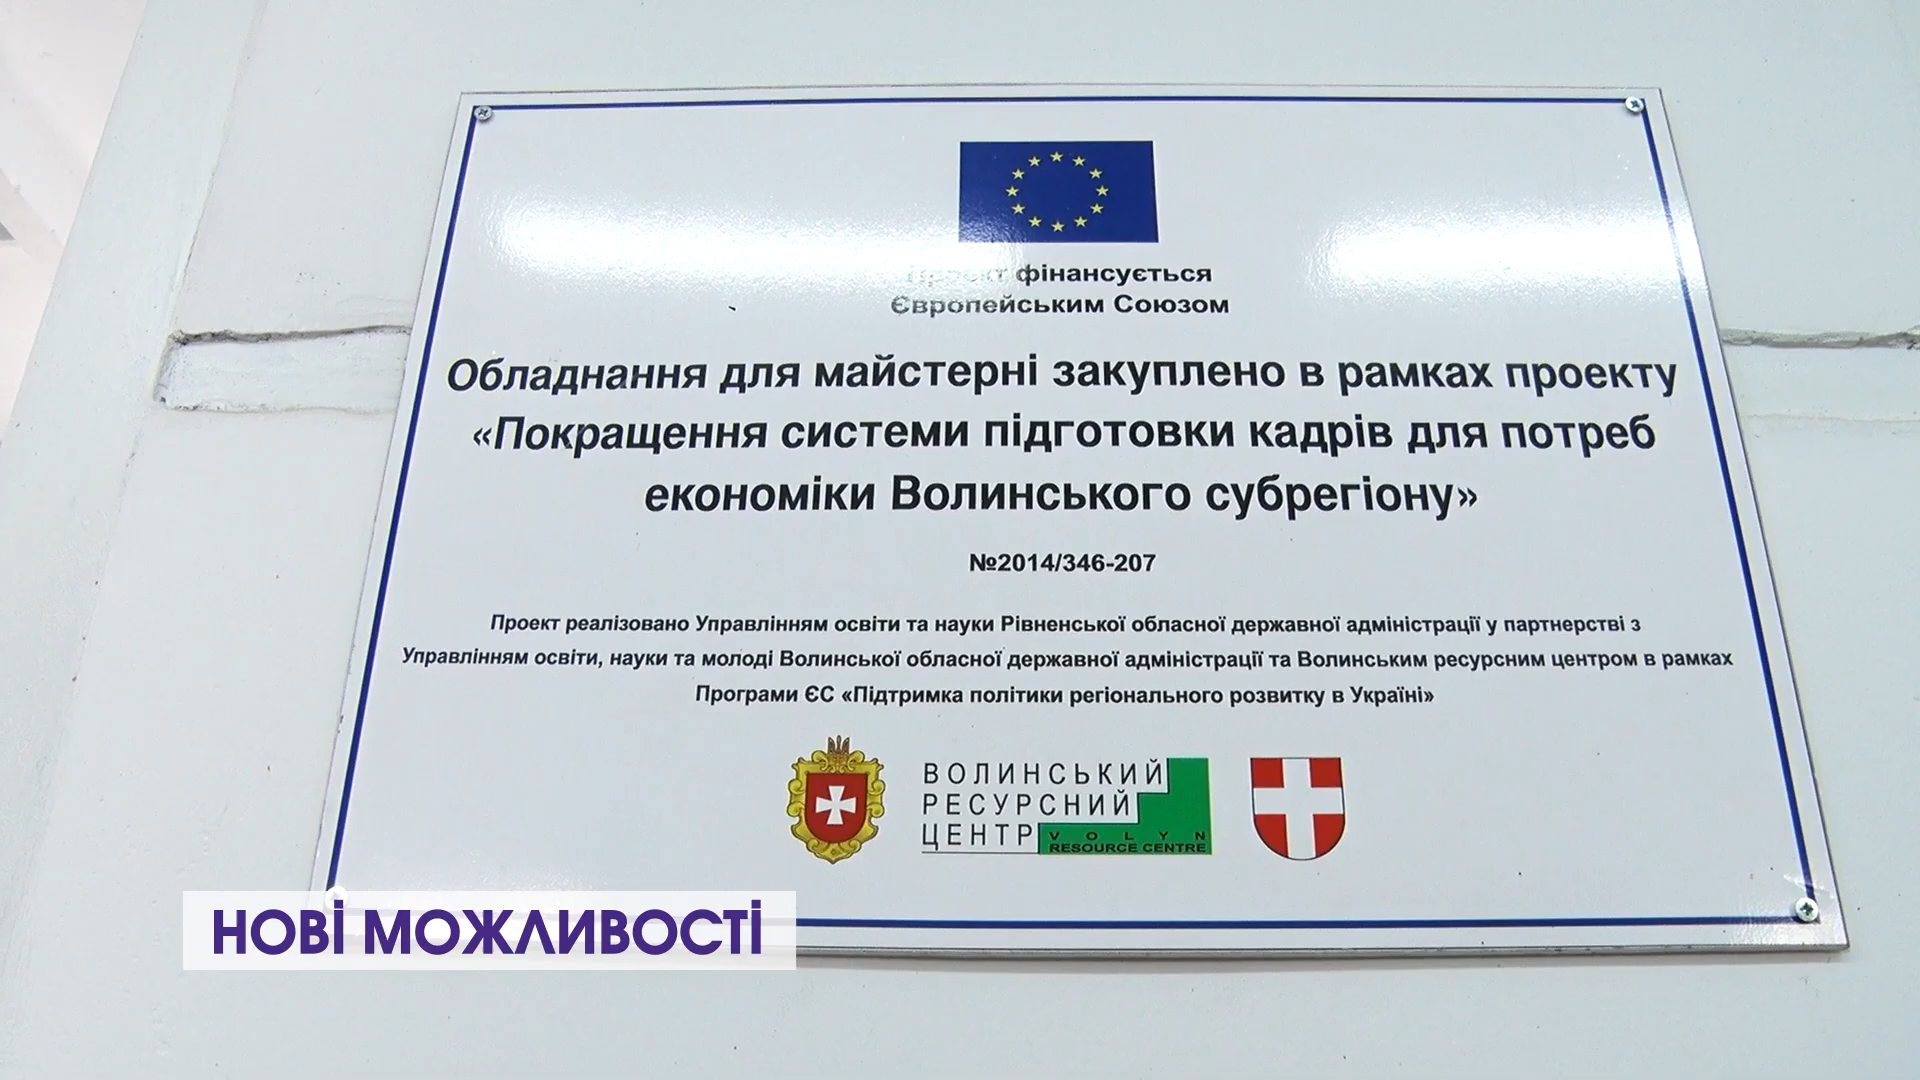 фінансується
Європейським Союзом
Обладнання для майстерні закуплено в рамках проекту
«Покращення системи підготовки кадрів для потреб
економіки Волинського субрегіону»
№2014/346-207
Проект реалізовано Управлінням освіти та науки Рівненської обласної державної адміністрації у партнерстві з
Управлінням освіти, науки та молоді Волинської обласної державної адміністрації та Волинським ресурсним центром в рамках
Програми ЄС «Підтримка політики регіонального розвитку в Україні»
ВОЛИНСЬКИЙ
РЕСУРСНИЙ
ЦЕНТР
VOLYN
RESOURCE CENTRE
НОВІ МОЖЛИВОСТІ